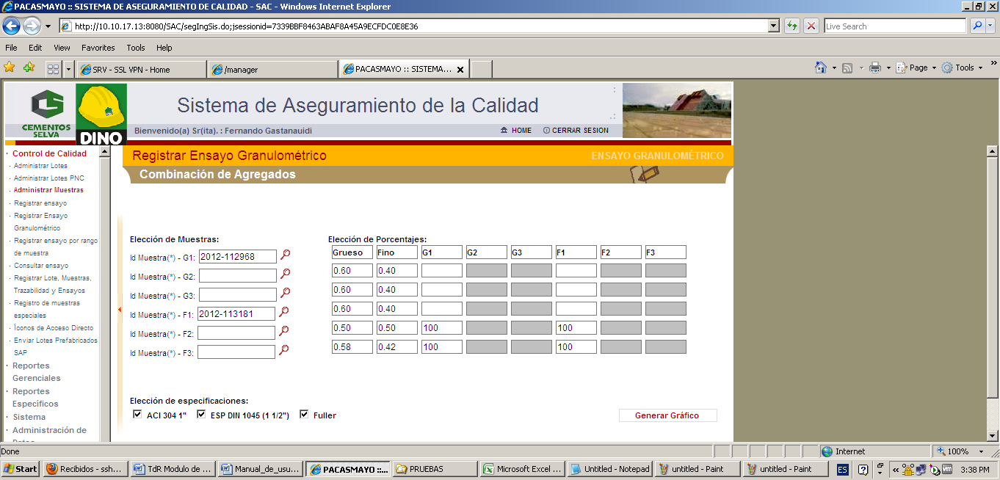 PACASMAYO :: SISTEMA DE ASEGURAMIENTO DE CALIDAD - SAC - Windows Internet Explorer
http://10.10.17.13:8080/SAC/segIngSis.do;jsessionid=7339BBF8463ABAF8A45A9ECFDC0E8E36
Live Search
File Edit View Favorites Tools Help
SRV - SSL VPN - Home /manager PACASMAYO :: SISTEMA... Page Tools
CEMENTOS SELVA
DINO
Sistema de Aseguramiento de la Calidad
Bienvenido(a) Sr(ita). : Fernando Gastanauidi HOME CERRAR SESION
Control de Calidad
Administrar Lotes
Administrar Lotes PNC
Administrar Muestras
Registrar ensayo
Registrar Ensayo
Granulométrico
Registrar ensayo por rango
de muestra
Consultar ensayo
Registrar Lote, Muestras,
Trazabilidad y Ensayos
Registro de muestras
especiales
Íconos de Acceso Directo
Enviar Lotes Prefabricados
SAP
Reportes
Gerenciales
Reportes
Específicos
Sistema
Administración de
Registrar Ensayo Granulométrico ENSAYO GRANULOMÉTRICO
Combinación de Agregados
Elección de Muestras:
Id Muestra(*) - G1: 2012-112968
Id Muestra(*) - G2:
Id Muestra(*) - G3:
Id Muestra(*) - F1: 2012-113181
Id Muestra(*) - F2:
Id Muestra(*) - F3:
Elección de Porcentajes:
Grueso Fino G1 G2 G3 F1 F2 F3
0.60 0.40
0.60 0.40
0.60 0.40
0.50 0.50 100 100
0.58 0.42 100 100
Elección de especificaciones:
ACI 304 1" ESP DIN 1045 (1 1/2") Fuller
Generar Gráfico
Done Internet 100%
Start Recibidos - ssh... TdR Modulo de ... Manual_de_usu... PACASMAYO ::... PRUEBAS Microsoft Excel ... Untitled - Notepad untitled - Paint untitled - Paint ES 3:38 PM